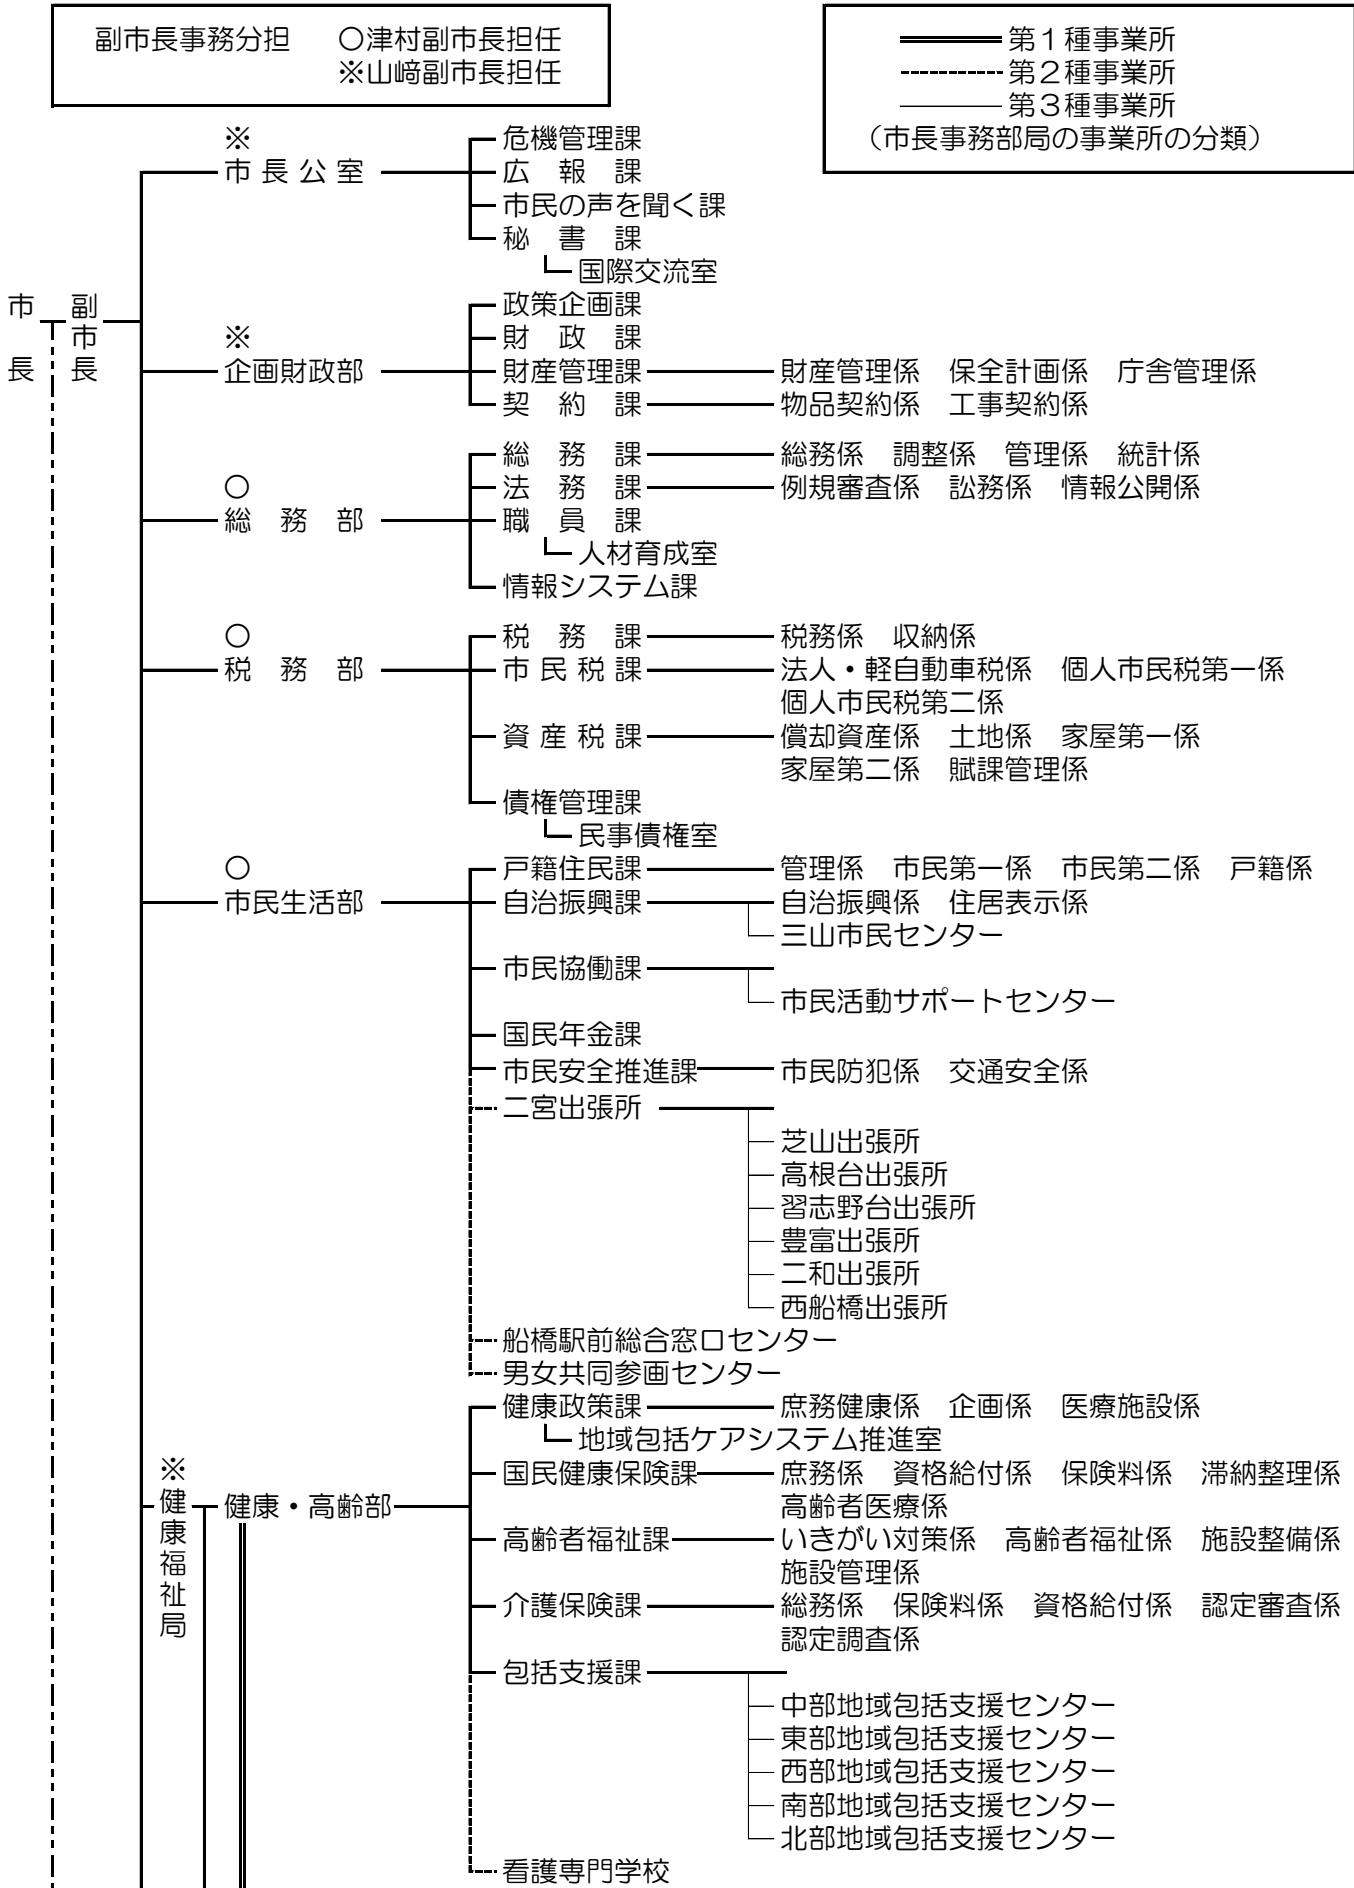 副市長事務分担　○津村副市長担任
※山﨑副市長担任
第１種事業所
第２種事業所
第３種事業所
（市長事務部局の事業所の分類）
市長
副市長
※
市長公室
危機管理課
広報課
市民の声を聞く課
秘書課
国際交流室
※
企画財政部
政策企画課
財政課
財産管理課　財産管理係　保全計画係　庁舎管理係
契約課　物品契約係　工事契約係
○
総務部
総務課　総務係　調整係　管理係　統計係
法務課　例規審査係　訟務係　情報公開係
職員課
人材育成室
情報システム課
○
税務部
税務課　税務係　収納係
市民税課　法人・軽自動車税係　個人市民税第一係
個人市民税第二係
資産税課　償却資産係　土地係　家屋第一係
家屋第二係　賦課管理係
債権管理課
民事債権室
○
市民生活部
戸籍住民課　管理係　市民第一係　市民第二係　戸籍係
自治振興課　自治振興係　住居表示係
三山市民センター
市民協働課
市民活動サポートセンター
国民年金課
市民安全推進課　市民防犯係　交通安全係
二宮出張所
芝山出張所
高根台出張所
習志野台出張所
豊富出張所
二和出張所
西船橋出張所
船橋駅前総合窓口センター
男女共同参画センター
※
健康福祉局
健康・高齢部
健康政策課　庶務健康係　企画係　医療施設係
地域包括ケアシステム推進室
国民健康保険課　庶務係　資格給付係　保険料係　滞納整理係
高齢者医療係
高齢者福祉課　いきがい対策係　高齢者福祉係　施設整備係
施設管理係
介護保険課　総務係　保険料係　資格給付係　認定審査係
認定調査係
包括支援課
中部地域包括支援センター
東部地域包括支援センター
西部地域包括支援センター
南部地域包括支援センター
北部地域包括支援センター
看護専門学校